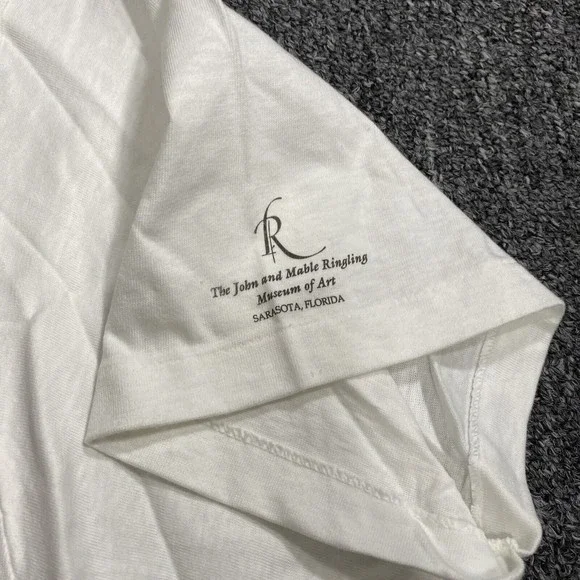 R
The John and Mable Ringling
Museum of Art
SARASOTA, FLORIDA